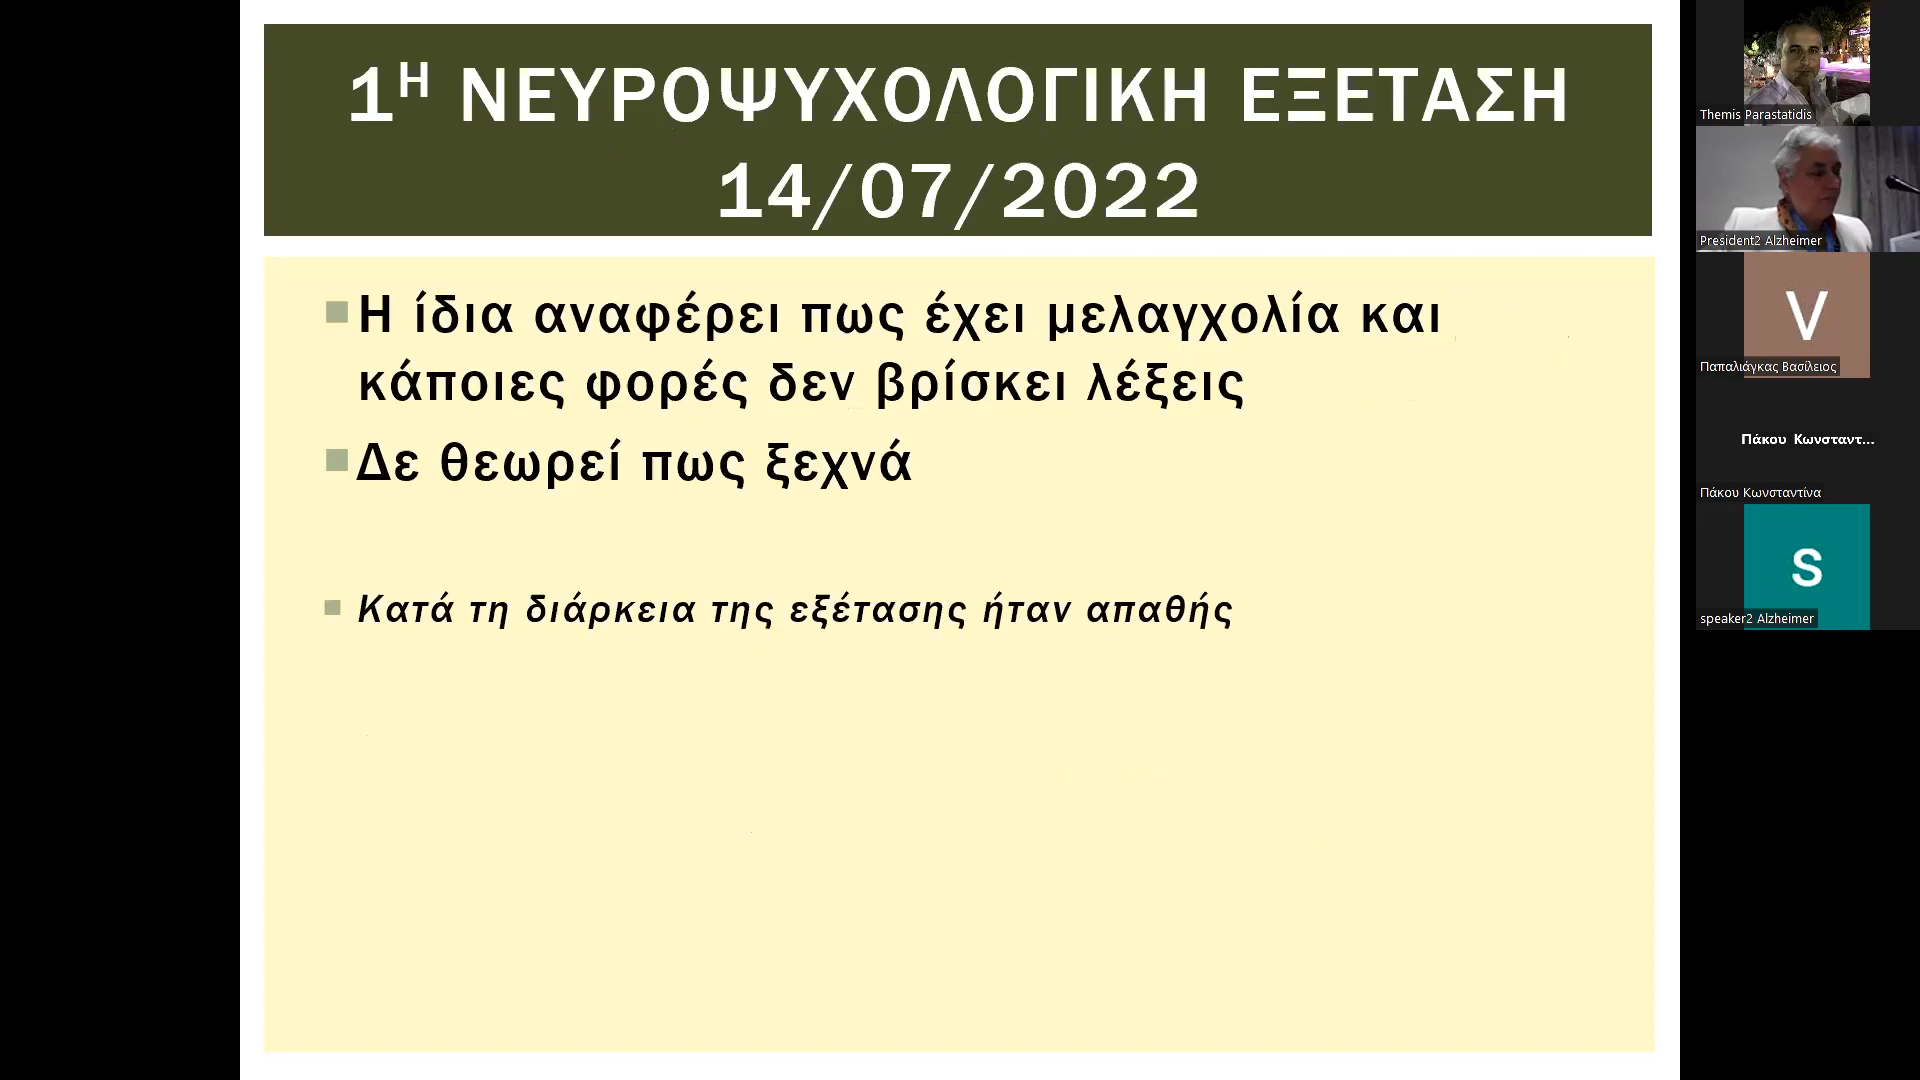 1Η ΝΕΥΡΟΨΥΧΟΛΟΓΙΚΗ ΕΞΕΤΑΣΗ
14/07/2022
Η ίδια αναφέρει πως έχει μελαγχολία και
κάποιες φορές δεν βρίσκει λέξεις
Δε θεωρεί πως ξεχνά
Κατά τη διάρκεια της εξέτασης ήταν απαθής
Themis Parastatidis
President2 Alzheimer
V
Παπαλιάγκας Βασίλειος
Πάκου Κωνσταντ...
Πάκου Κωνσταντίνα
S
speaker2 Alzheimer